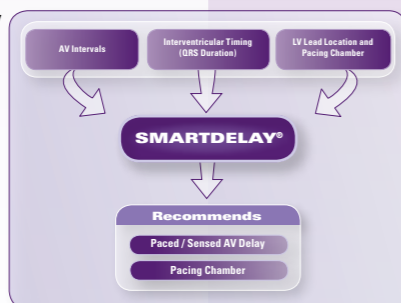 AV Intervals
Interventricular Timing
(QRS Duration)
LV Lead Location and
Pacing Chamber
SMARTDELAY®
Recommends
Paced / Sensed AV Delay
Pacing Chamber